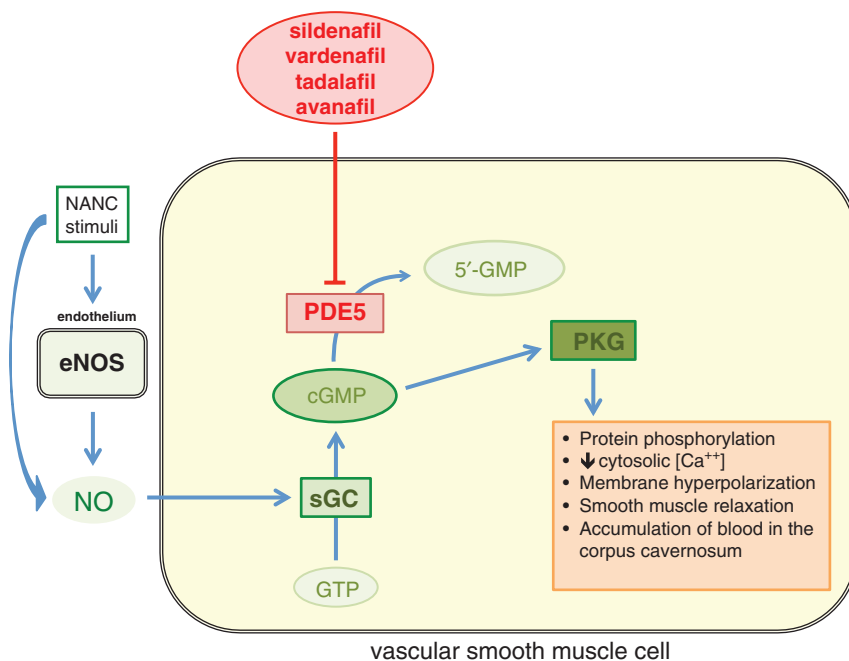 sildenafil
vardenafil
tadalafil
avanafil
NANC
stimuli
endothelium
eNOS
NO
5′-GMP
PDE5
PKG
cGMP
sGC
GTP
• Protein phosphorylation
• ↓ cytosolic [Ca⁺⁺]
• Membrane hyperpolarization
• Smooth muscle relaxation
• Accumulation of blood in the
corpus cavernosum
vascular smooth muscle cell